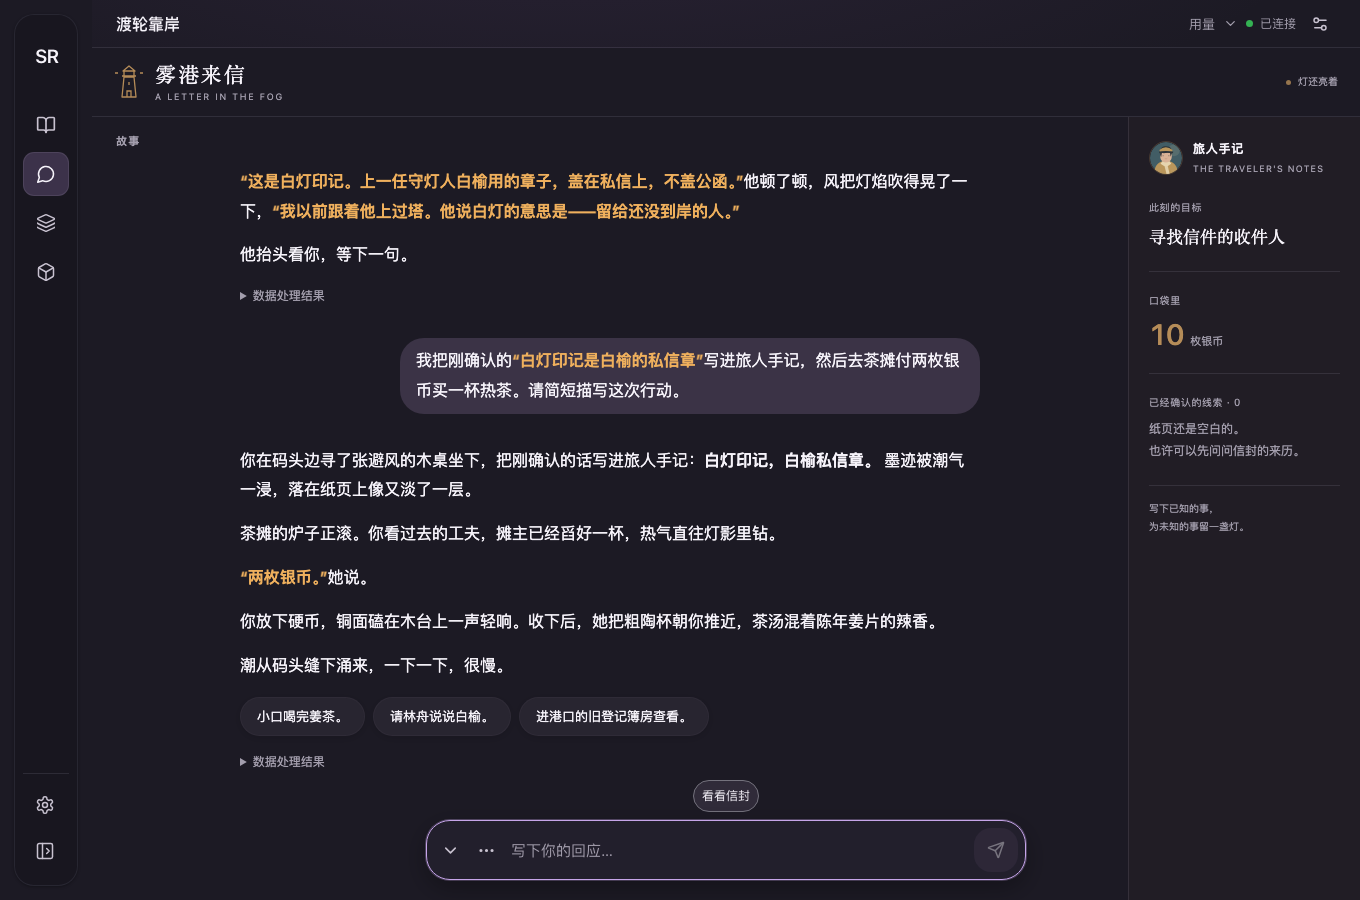 SR
渡轮靠岸
用量
已连接
雾港来信
A LETTER IN THE FOG
灯还亮着
故事
“这是白灯印记。上一任守灯人白榆用的章子，盖在私信上，不盖公函。”他顿了顿，风把灯焰吹得晃了一
下，“我以前跟着他上过塔。他说白灯的意思是——留给还没到岸的人。”
他抬头看你，等下一句。
数据处理结果
我把刚确认的“白灯印记是白榆的私信章”写进旅人手记，然后去茶摊付两枚银
币买一杯热茶。请简短描写这次行动。
你在码头边寻了张避风的木桌坐下，把刚确认的话写进旅人手记：白灯印记，白榆私信章。 墨迹被潮气
一浸，落在纸页上像又淡了一层。
茶摊的炉子正滚。你看过去的工夫，摊主已经舀好一杯，热气直往灯影里钻。
“两枚银币。”她说。
你放下硬币，铜面磕在木台上一声轻响。收下后，她把粗陶杯朝你推近，茶汤混着陈年姜片的辣香。
潮从码头缝下涌来，一下一下，很慢。
小口喝完姜茶。
请林舟说说白榆。
进港口的旧登记簿房查看。
数据处理结果
看看信封
写下你的回应...
旅人手记
THE TRAVELER'S NOTES
此刻的目标
寻找信件的收件人
口袋里
10 枚银币
已经确认的线索 · 0
纸页还是空白的。
也许可以先问问信封的来历。
写下已知的事，
为未知的事留一盏灯。